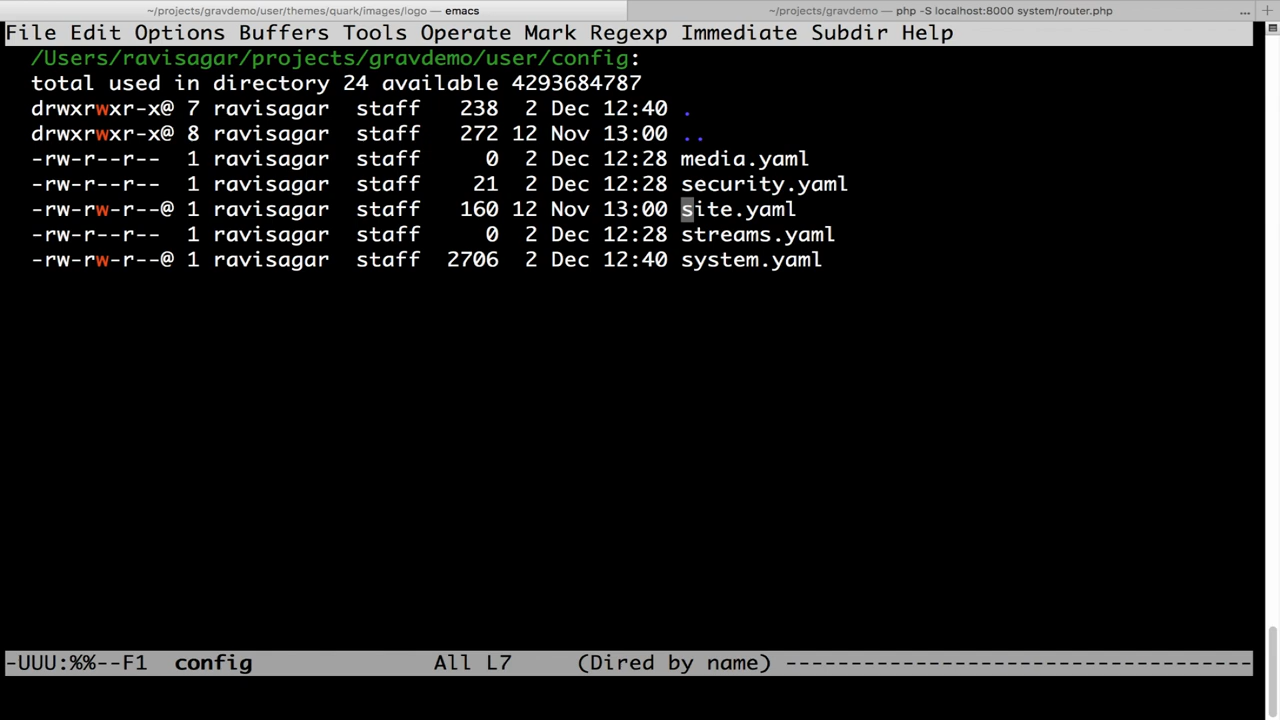 ~/projects/gravdemo/user/themes/quark/images/logo — emacs
~/projects/gravdemo — php -S localhost:8000 system/router.php ... +
File Edit Options Buffers Tools Operate Mark Regexp Immediate Subdir Help
/Users/ravisagar/projects/gravdemo/user/config:
total used in directory 24 available 4293684787
drwxrwxr-x@ 7 ravisagar staff 238 2 Dec 12:40 .
drwxrwxr-x@ 8 ravisagar staff 272 12 Nov 13:00 ..
-rw-r--r-- 1 ravisagar staff 0 2 Dec 12:28 media.yaml
-rw-r--r-- 1 ravisagar staff 21 2 Dec 12:28 security.yaml
-rw-rw-r--@ 1 ravisagar staff 160 12 Nov 13:00 site.yaml
-rw-r--r-- 1 ravisagar staff 0 2 Dec 12:28 streams.yaml
-rw-rw-r--@ 1 ravisagar staff 2706 2 Dec 12:40 system.yaml
-UUU:%%--F1 config All L7 (Dired by name) ------------------------------------